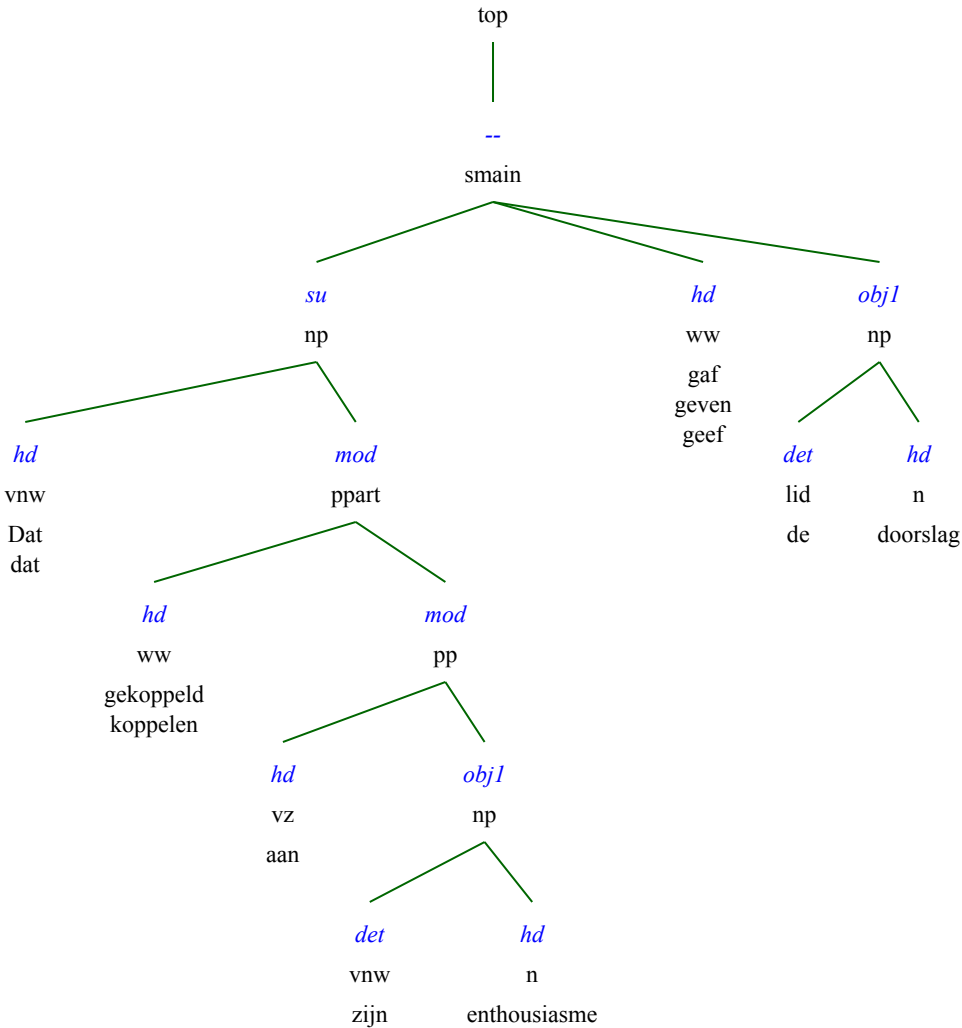 top
--
smain
su hd obj1
np ww np
gaf
geven
geef
hd mod det hd
vnw ppart lid n
Dat de doorslag
dat
hd mod
ww pp
gekoppeld
koppelen
hd obj1
vz np
aan
det hd
vnw n
zijn enthousiasme